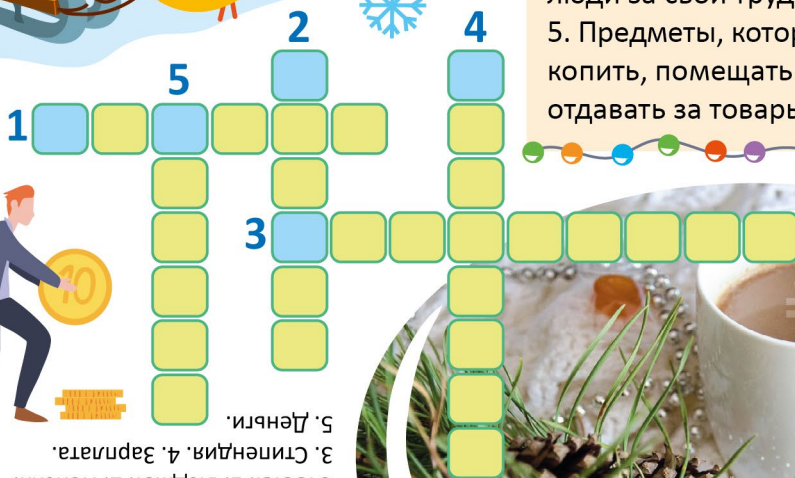 люди за свой труд
5. Предметы, кото
копить, помещать
отдавать за товары
2
4
5
1
3
10
5. Деньги.
3. Стипендия. 4. Зарплата.